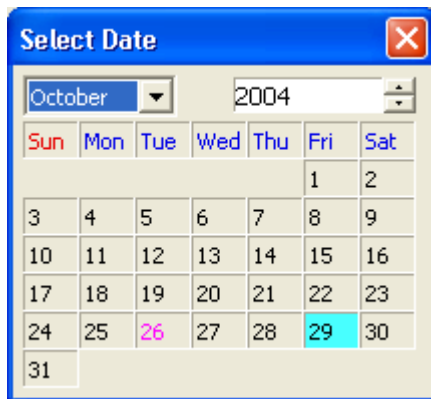 Select Date
October 2004
Sun Mon Tue Wed Thu Fri Sat
1 2
3 4 5 6 7 8 9
10 11 12 13 14 15 16
17 18 19 20 21 22 23
24 25 26 27 28 29 30
31